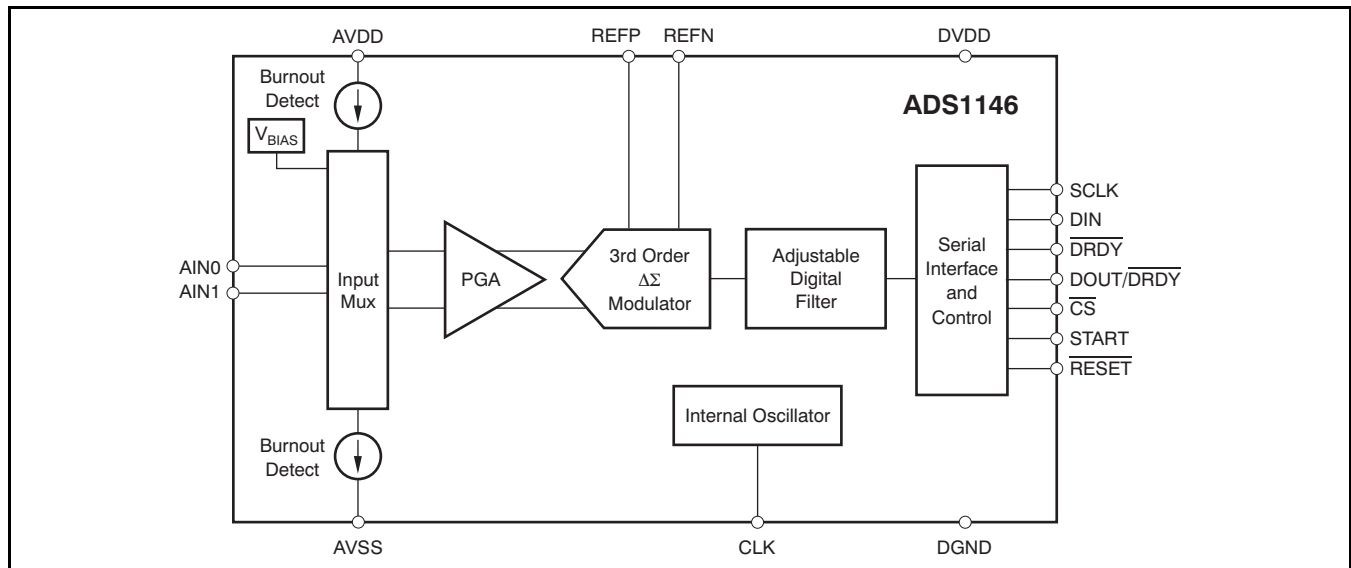 AVDD
REFP
REFN
DVDD
Burnout
Detect
ADS1146
VBIAS
SCLK
DIN
DRDY
DOUT/DRDY
CS
START
RESET
AIN0
AIN1
Input
Mux
PGA
3rd Order
ΔΣ
Modulator
Adjustable
Digital
Filter
Serial
Interface
and
Control
Internal Oscillator
Burnout
Detect
AVSS
CLK
DGND